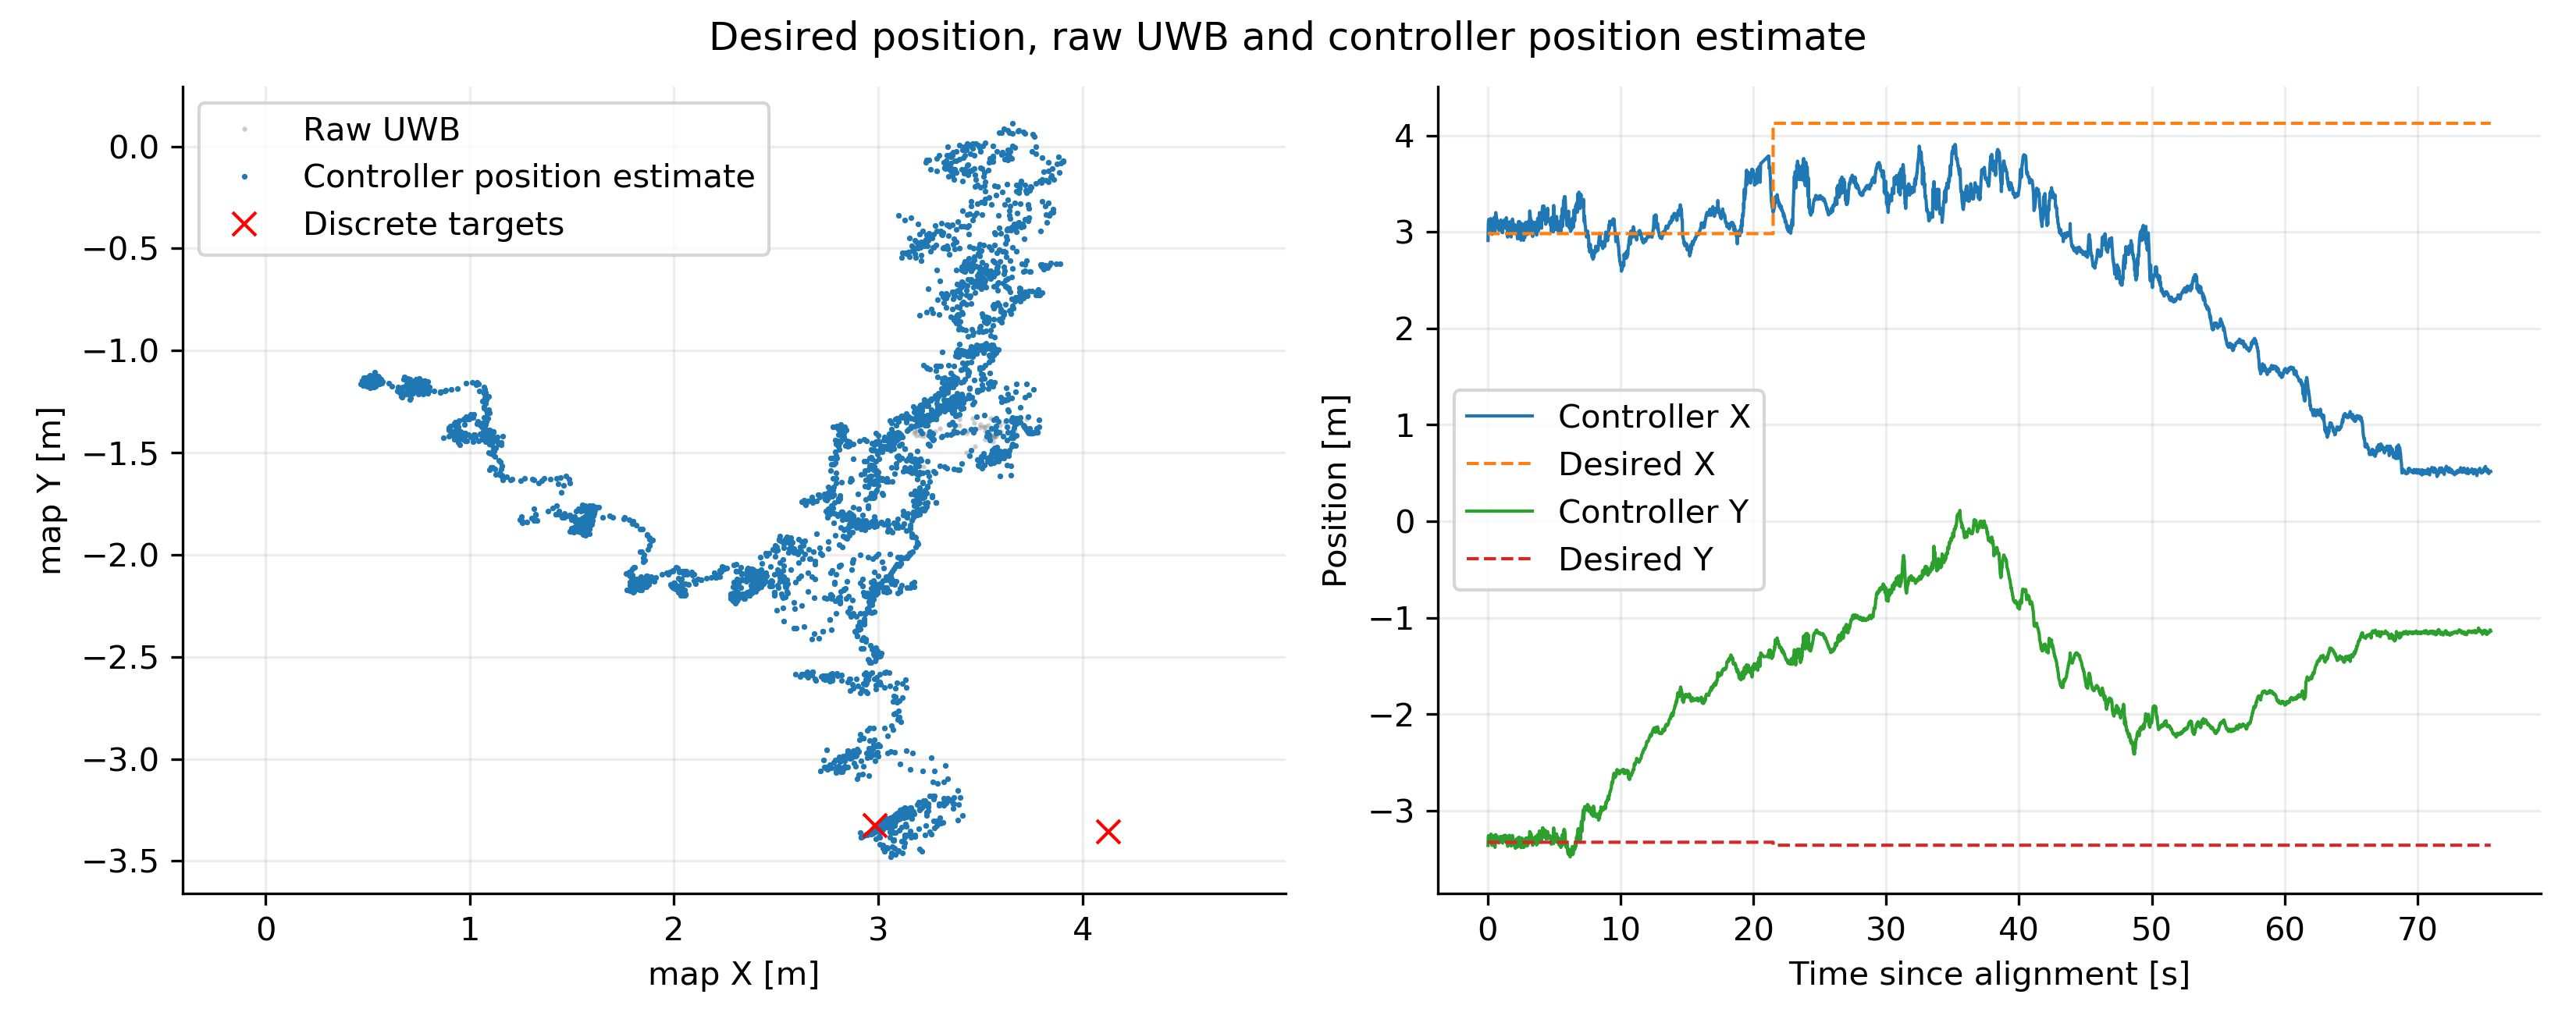 Desired position, raw UWB and controller position estimate
Raw UWB
Controller position estimate
Discrete targets
0.0
−0.5
−1.0
−1.5
−2.0
−2.5
−3.0
−3.5
map Y [m]
0 1 2 3 4
map X [m]
4
3
2
1
0
−1
−2
−3
Position [m]
Controller X
Desired X
Controller Y
Desired Y
0 10 20 30 40 50 60 70
Time since alignment [s]